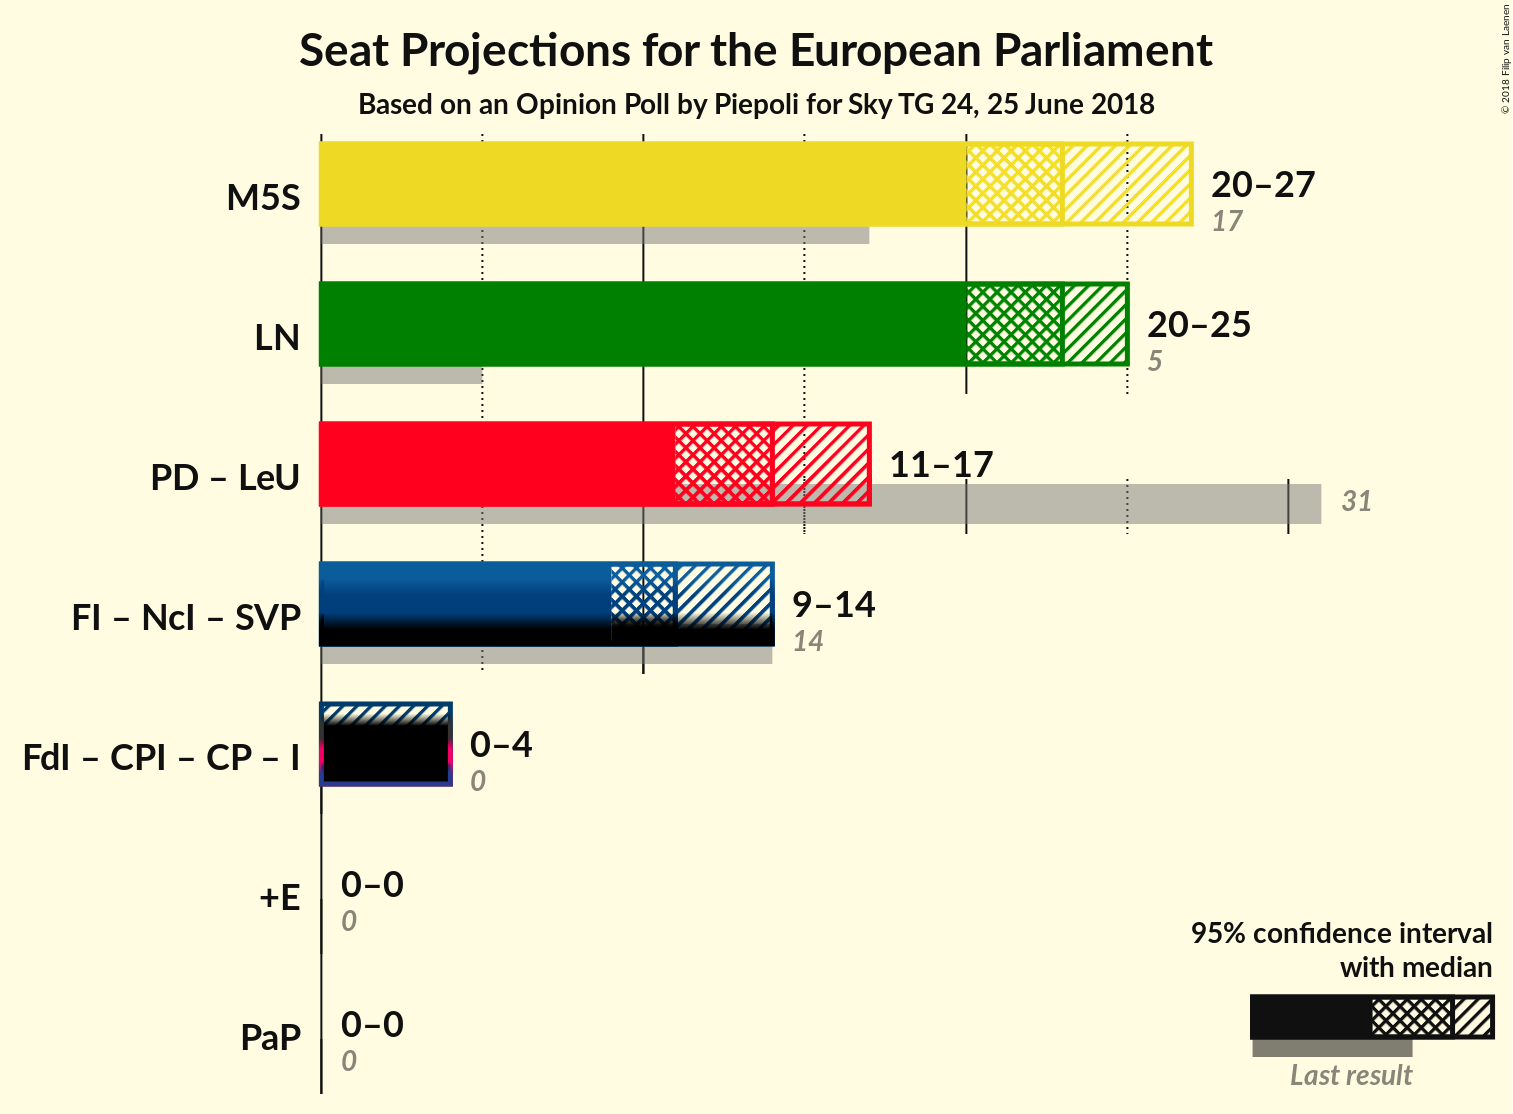 Seat Projections for the European Parliament
Based on an Opinion Poll by Piepoli for Sky TG 24, 25 June 2018
© 2018 Filip van Laenen
M5S
20–27
17
LN
20–25
5
PD – LeU
11–17
31
FI – NcI – SVP
9–14
14
FdI – CPI – CP – I
0–4
0
+E
0–0
0
PaP
0–0
0
95% confidence interval
with median
Last result